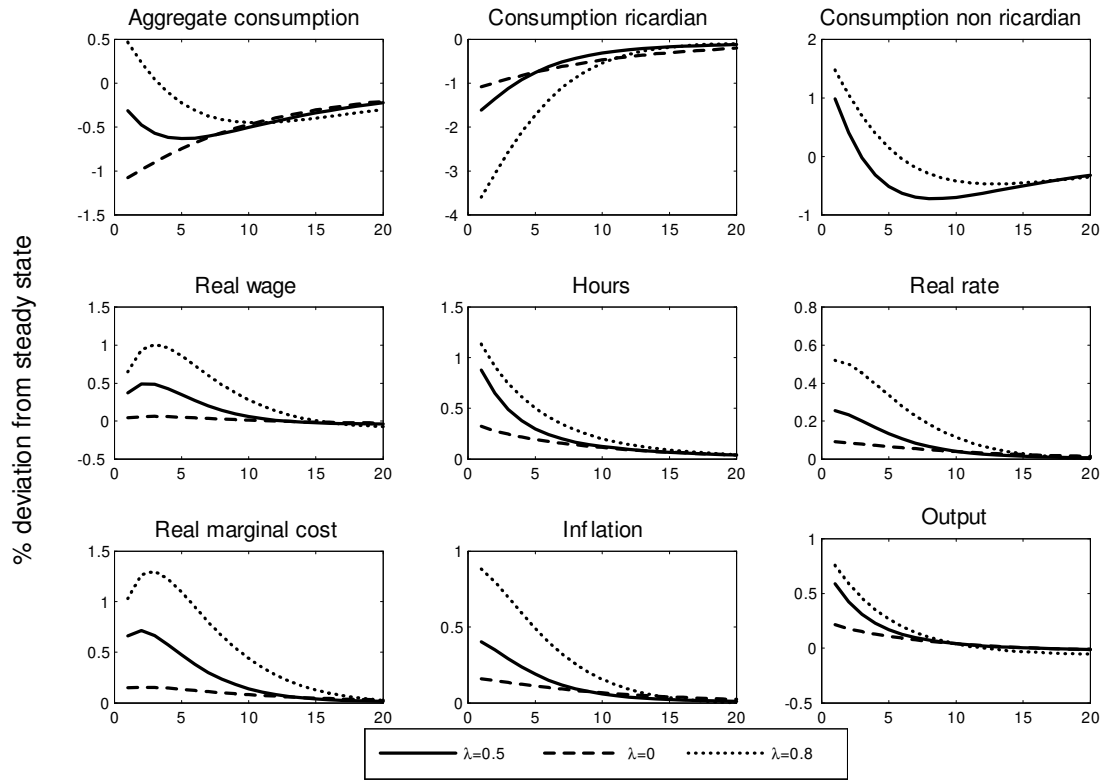 Aggregate consumption
Consumption ricardian
Consumption non ricardian
0.5
0
-0.5
-1
-1.5
0 5 10 15 20
0
-1
-2
-3
-4
0 5 10 15 20
2
1
0
-1
0 5 10 15 20
% deviation from steady state
Real wage
Hours
Real rate
1.5
1
0.5
0
-0.5
0 5 10 15 20
1.5
1
0.5
0
0 5 10 15 20
0.8
0.6
0.4
0.2
0
0 5 10 15 20
Real marginal cost
Inflation
Output
1.5
1
0.5
0
0 5 10 15 20
1
0.5
0
0 5 10 15 20
1
0.5
0
-0.5
0 5 10 15 20
λ=0.5 λ=0 λ=0.8